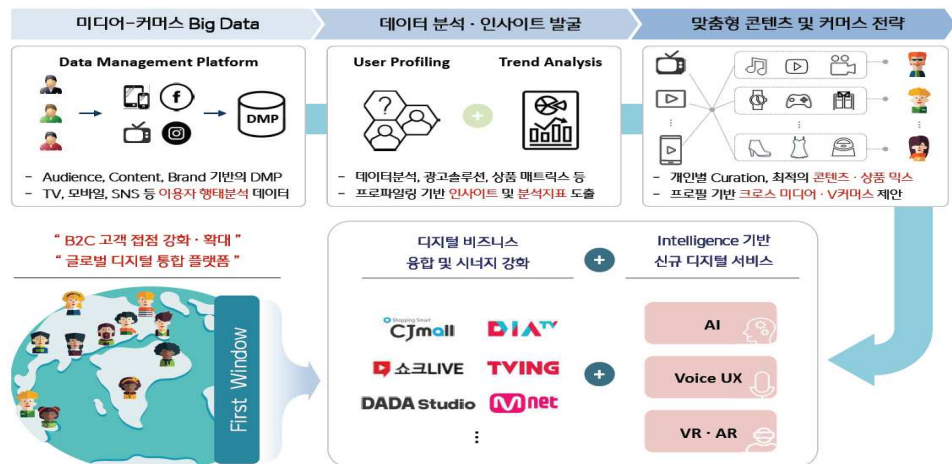 미디어-커머스 Big Data
데이터 분석 · 인사이트 발굴
맞춤형 콘텐츠 및 커머스 전략
Data Management Platform
DMP
- Audience, Content, Brand 기반의 DMP
- TV, 모바일, SNS 등 이용자 행태분석 데이터
User Profiling
Trend Analysis
- 데이터분석, 광고솔루션, 상품 매트릭스 등
- 프로파일링 기반 인사이트 및 분석지표 도출
- 개인별 Curation, 최적의 콘텐츠 · 상품 믹스
- 프로필 기반 크로스 미디어 · V커머스 제안
" B2C 고객 접점 강화 · 확대 "
" 글로벌 디지털 통합 플랫폼 "
First Window
디지털 비즈니스
융합 및 시너지 강화
Intelligence 기반
신규 디지털 서비스
Shopping Smart
CJmall
DIA TV
쇼크LIVE
TVING
DADA Studio
Mnet
AI
Voice UX
VR · AR